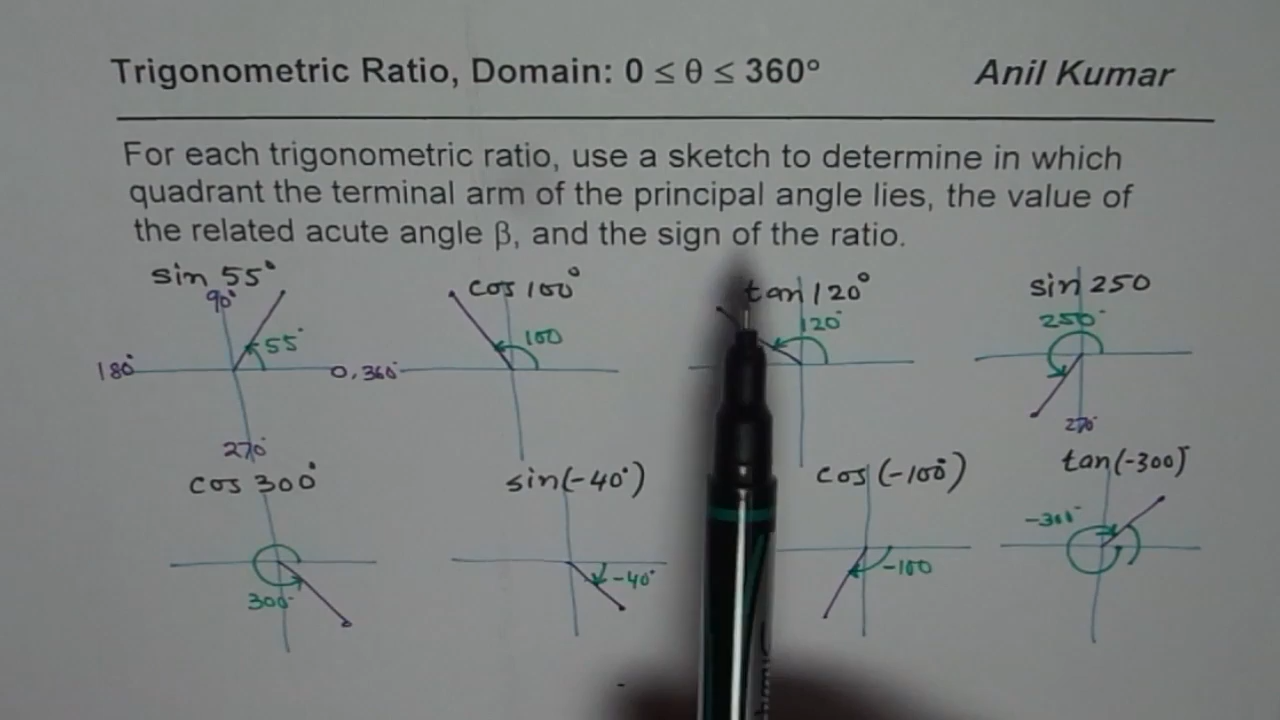 Trigonometric Ratio, Domain: 0 ≤ θ ≤ 360° Anil Kumar
For each trigonometric ratio, use a sketch to determine in which
quadrant the terminal arm of the principal angle lies, the value of
the related acute angle β, and the sign of the ratio.
sin 55° cos 100° tan 120° sin 250
90° 55° 180° 0,360° 270°
100
120°
250° 270°
cos 300° sin(-40°) cos(-100°) tan(-300°)
300°
-40°
-100
-300°